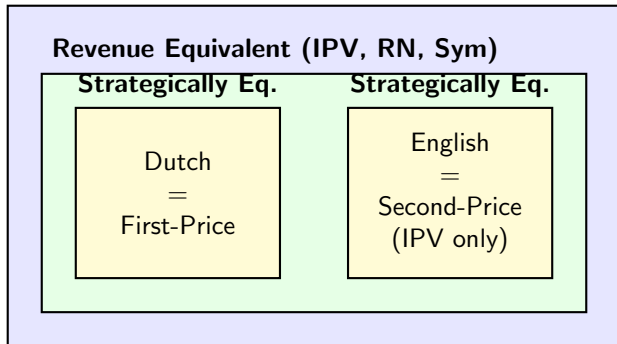 Revenue Equivalent (IPV, RN, Sym)
Strategically Eq.
Dutch
=
First-Price
Strategically Eq.
English
=
Second-Price
(IPV only)